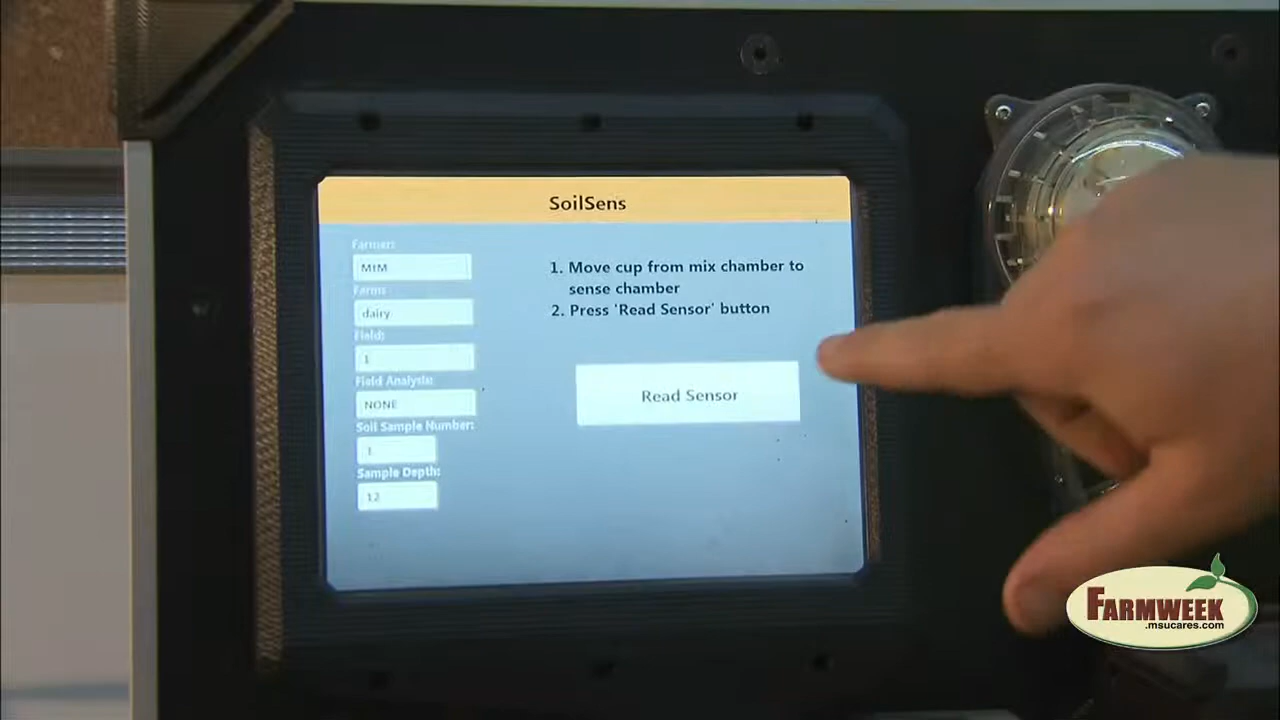 SoilSens
Farmer:
MIM
Farms
dairy
Field:
1
Field Analysis:
NONE
Soil Sample Number:
1
Sample Depth:
12
1. Move cup from mix chamber to
sense chamber
2. Press 'Read Sensor' button
Read Sensor
FARMWEEK
.msucares.com